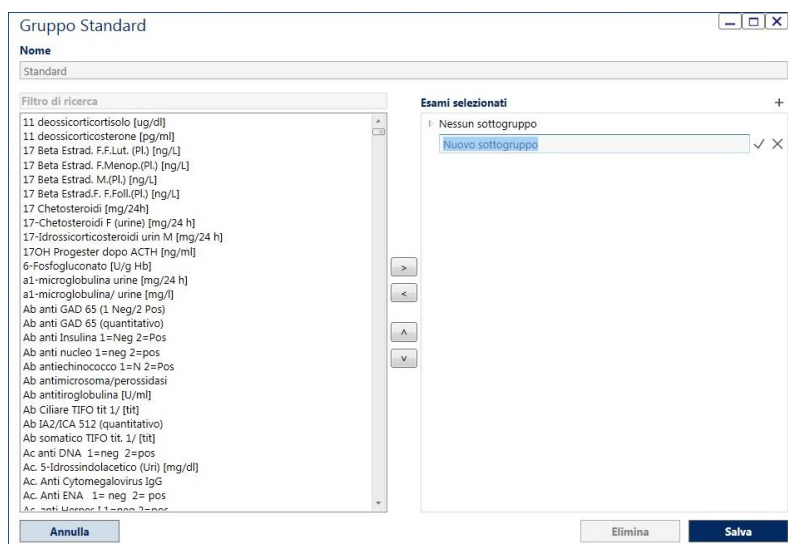 Gruppo Standard
Nome
Standard
Filtro di ricerca
11 deossicorticortisolo [ug/dl]
11 deossicorticosterone [pg/ml]
17 Beta Estrad. F.F.Lut. (Pl.) [ng/L]
17 Beta Estrad. F.Menop.(Pl.) [ng/L]
17 Beta Estrad. M.(Pl.) [ng/L]
17 Beta Estrad.F. F.Foll.(Pl.) [ng/L]
17 Chetosteroidi [mg/24h]
17-Chetosteroidi F (urine) [mg/24 h]
17-Idrossicorticosteroidi urin M [mg/24 h]
17OH Progester dopo ACTH [ng/ml]
6-Fosfogluconato [U/g Hb]
a1-microglobulina urine [mg/24 h]
a1-microglobulina/ urine [mg/l]
Ab anti GAD 65 (1 Neg/2 Pos)
Ab anti GAD 65 (quantitativo)
Ab anti Insulina 1=Neg 2=Pos
Ab anti nucleo 1=neg 2=pos
Ab antiechinococco 1=N 2=Pos
Ab antimicrosoma/perossidasi
Ab antitiroglobulina [U/ml]
Ab Ciliare TIFO tit 1/ [tit]
Ab IA2/ICA 512 (quantitativo)
Ab somatico TIFO tit. 1/ [tit]
Ac anti DNA 1=neg 2=pos
Ac. 5-Idrossindolacetico (Uri) [mg/dl]
Ac. Anti Cytomegalovirus IgG
Ac. Anti ENA 1= neg 2= pos
Ac. anti Herpes I 1=neg 2=pos
>
<
∧
∨
Esami selezionati +
Nessun sottogruppo
Nuovo sottogruppo
Annulla
Elimina
Salva